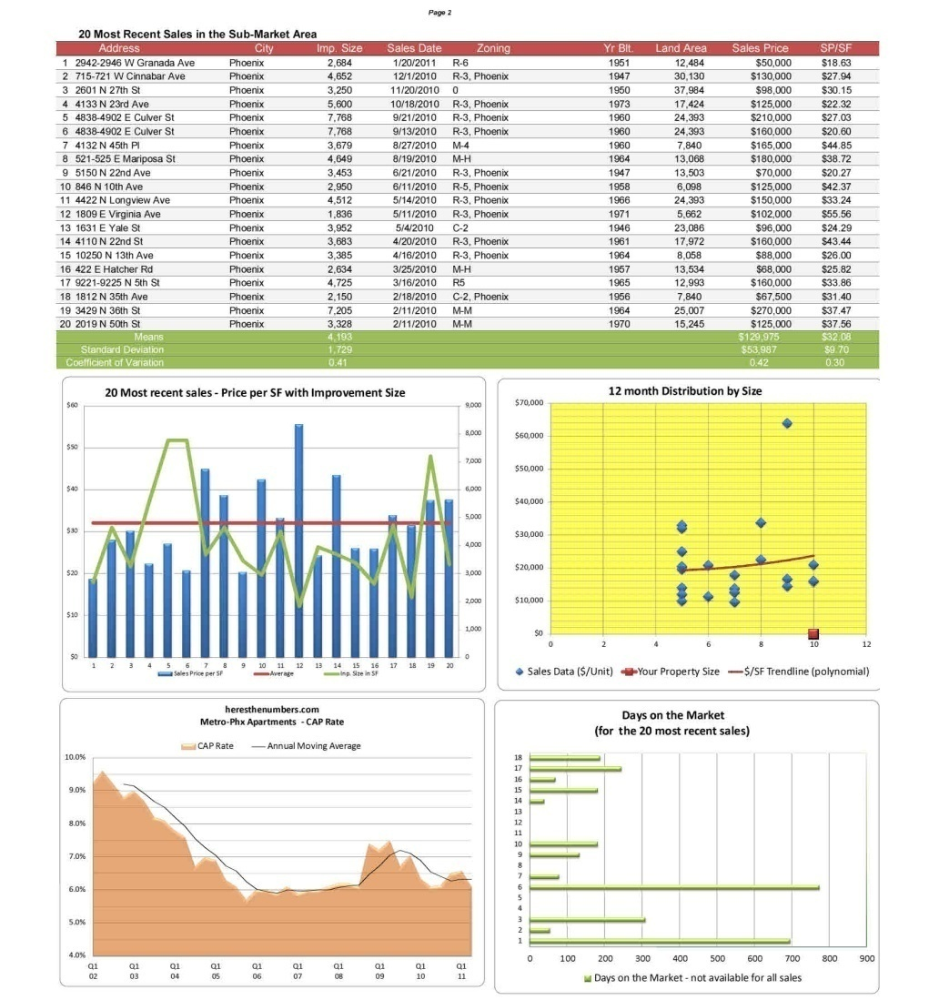 Page 2
20 Most Recent Sales in the Sub-Market Area
Address City Imp. Size Sales Date Zoning Yr Blt. Land Area Sales Price SP/SF
1 2942-2946 W Granada Ave Phoenix 2,684 1/20/2011 R-6 1951 12,484 $50,000 $18.63
2 715-721 W Cinnabar Ave Phoenix 4,652 12/1/2010 R-3, Phoenix 1947 30,130 $130,000 $27.94
3 2601 N 27th St Phoenix 3,250 11/20/2010 0 1950 37,984 $98,000 $30.15
4 4133 N 23rd Ave Phoenix 5,600 10/18/2010 R-3, Phoenix 1973 17,424 $125,000 $22.32
5 4838-4902 E Culver St Phoenix 7,768 9/21/2010 R-3, Phoenix 1960 24,393 $210,000 $27.03
6 4838-4902 E Culver St Phoenix 7,768 9/13/2010 R-3, Phoenix 1960 24,393 $160,000 $20.60
7 4132 N 45th Pl Phoenix 3,679 8/27/2010 M-4 1960 7,840 $165,000 $44.85
8 521-525 E Mariposa St Phoenix 4,649 8/19/2010 M-H 1964 13,068 $180,000 $38.72
9 5150 N 22nd Ave Phoenix 3,453 6/21/2010 R-3, Phoenix 1947 13,503 $70,000 $20.27
10 846 N 10th Ave Phoenix 2,950 6/11/2010 R-5, Phoenix 1958 6,098 $125,000 $42.37
11 4422 N Longview Ave Phoenix 4,512 5/14/2010 R-3, Phoenix 1966 24,393 $150,000 $33.24
12 1809 E Virginia Ave Phoenix 1,836 5/11/2010 R-3, Phoenix 1971 5,662 $102,000 $55.56
13 1631 E Yale St Phoenix 3,952 5/4/2010 C-2 1946 23,086 $96,000 $24.29
14 4110 N 22nd St Phoenix 3,683 4/20/2010 R-3, Phoenix 1961 17,972 $160,000 $43.44
15 10250 N 13th Ave Phoenix 3,385 4/16/2010 R-3, Phoenix 1964 8,058 $88,000 $26.00
16 422 E Hatcher Rd Phoenix 2,634 3/25/2010 M-H 1957 13,534 $68,000 $25.82
17 9221-9225 N 5th St Phoenix 4,725 3/16/2010 R5 1965 12,993 $160,000 $33.86
18 1812 N 35th Ave Phoenix 2,150 2/18/2010 C-2, Phoenix 1956 7,840 $67,500 $31.40
19 3429 N 36th St Phoenix 7,205 2/11/2010 M-M 1964 25,007 $270,000 $37.47
20 2019 N 50th St Phoenix 3,328 2/11/2010 M-M 1970 15,245 $125,000 $37.56
Means 4,193 $129,975 $32.08
Standard Deviation 1,729 $53,987 $9.70
Coefficient of Variation 0.41 0.42 0.30
20 Most recent sales - Price per SF with Improvement Size
$60 9,000
8,000
$50
7,000
$40 6,000
5,000
$30
4,000
$20 3,000
2,000
$10
1,000
$0 0
1 2 3 4 5 6 7 8 9 10 11 12 13 14 15 16 17 18 19 20
Sales Price per SF Average Inp. Size in SF
12 month Distribution by Size
$70,000
$60,000
$50,000
$40,000
$30,000
$20,000
$10,000
$0
0 2 4 6 8 10 12
Sales Data ($/Unit) Your Property Size $/SF Trendline (polynomial)
heresthenumbers.com
Metro-Phx Apartments - CAP Rate
CAP Rate Annual Moving Average
10.0%
9.0%
8.0%
7.0%
6.0%
5.0%
4.0%
Q1 Q1 Q1 Q1 Q1 Q1 Q1 Q1 Q1 Q1
02 03 04 05 06 07 08 09 10 11
Days on the Market
(for the 20 most recent sales)
18
17
16
15
14
13
12
11
10
9
8
7
6
5
4
3
2
1
0 100 200 300 400 500 600 700 800 900
Days on the Market - not available for all sales